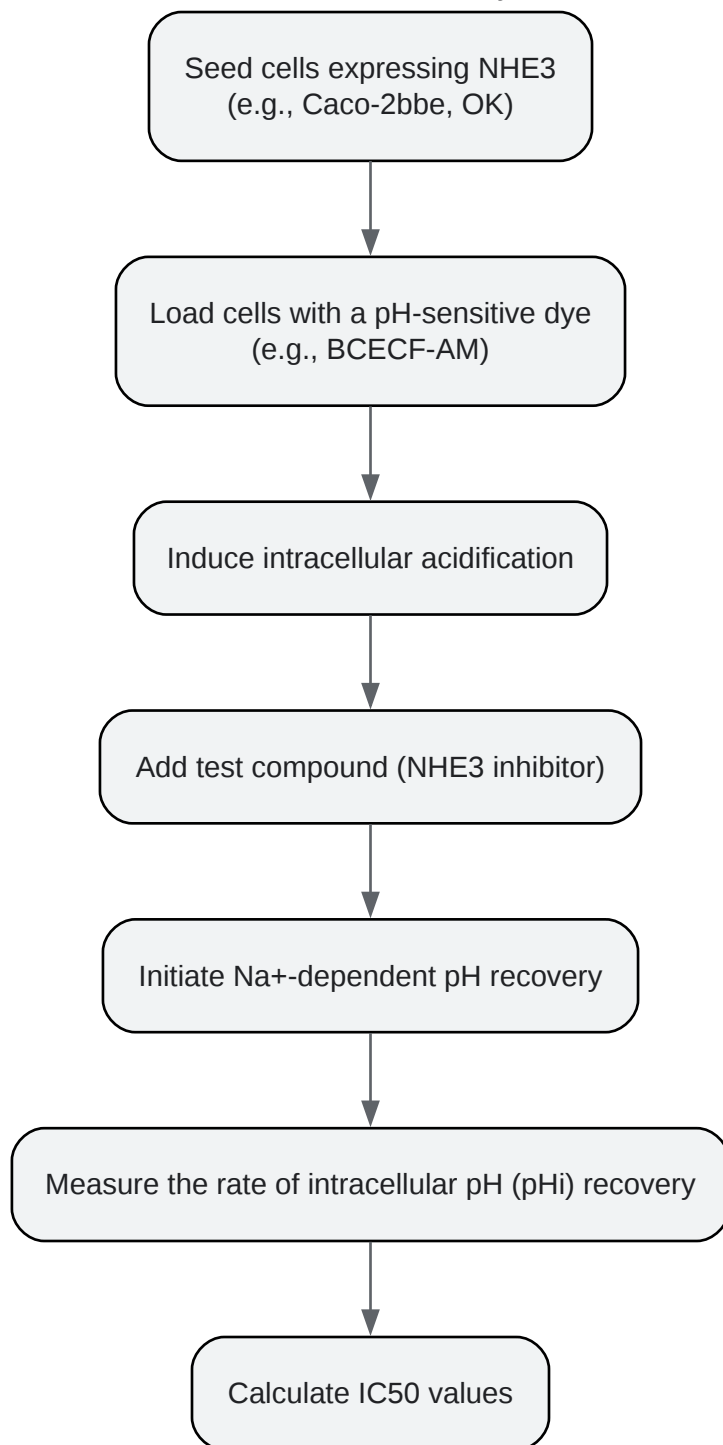 Seed cells expressing NHE3
(e.g., Caco-2bbe, OK)
Load cells with a pH-sensitive dye
(e.g., BCECF-AM)
Induce intracellular acidification
Add test compound (NHE3 inhibitor)
Initiate Na+-dependent pH recovery
Measure the rate of intracellular pH (pHi) recovery
Calculate IC50 values